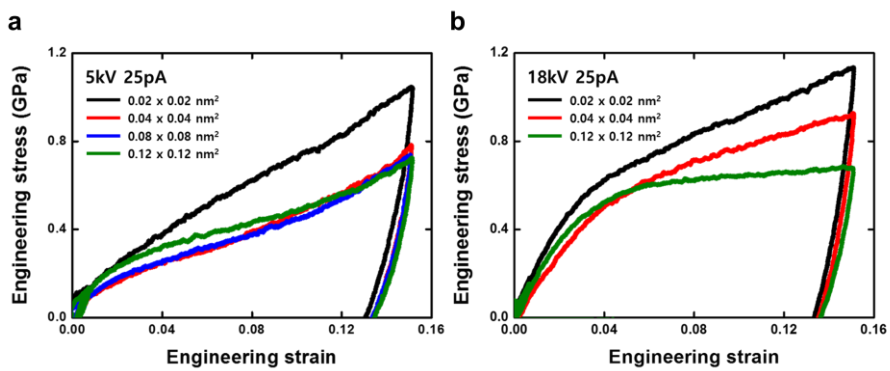 a
5kV 25pA
0.02 x 0.02 nm²
0.04 x 0.04 nm²
0.08 x 0.08 nm²
0.12 x 0.12 nm²
Engineering stress (GPa)
1.2
0.8
0.4
0.0
0.00 0.04 0.08 0.12 0.16
Engineering strain
b
18kV 25pA
0.02 x 0.02 nm²
0.04 x 0.04 nm²
0.12 x 0.12 nm²
Engineering stress (GPa)
1.2
0.8
0.4
0.0
0.00 0.04 0.08 0.12 0.16
Engineering strain